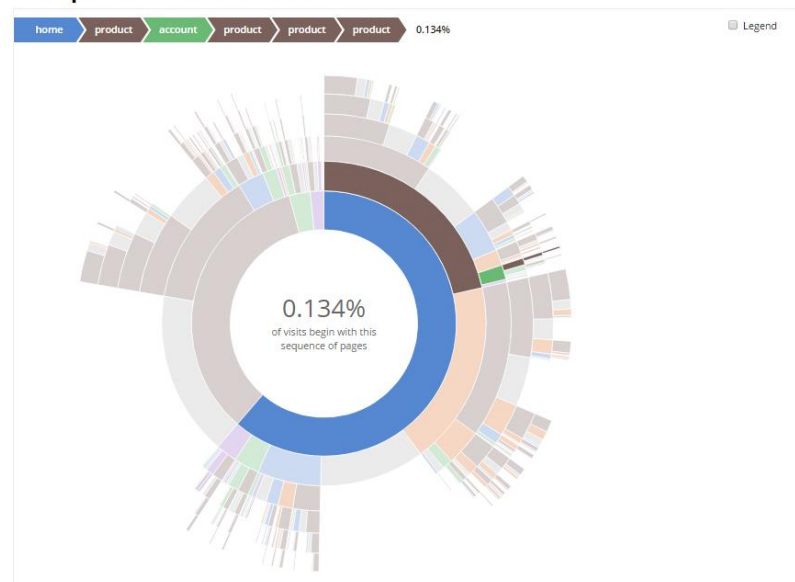 home product account product product product 0.134% Legend
0.134%
of visits begin with this
sequence of pages